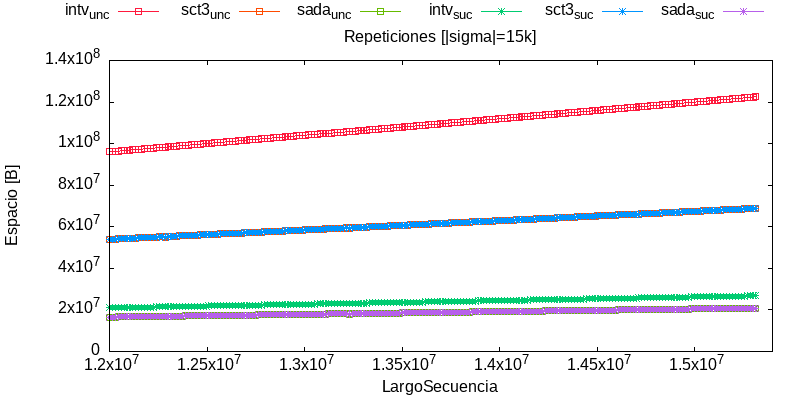 intv_unc sct3_unc sada_unc intv_suc sct3_suc sada_suc
Repeticiones [|sigma|=15k]
1.4x10^8
1.2x10^8
1x10^8
8x10^7
6x10^7
4x10^7
2x10^7
0
Espacio [B]
1.2x10^7 1.25x10^7 1.3x10^7 1.35x10^7 1.4x10^7 1.45x10^7 1.5x10^7
LargoSecuencia